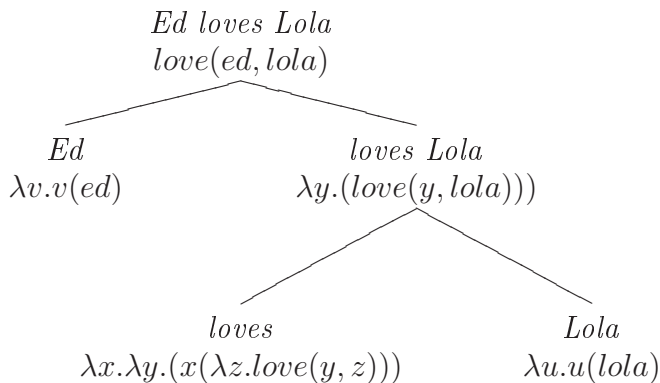 Ed loves Lola
love(ed, lola)
Ed
λv.v(ed)
loves Lola
λy.(love(y, lola)))
loves
λx.λy.(x(λz.love(y, z)))
Lola
λu.u(lola)